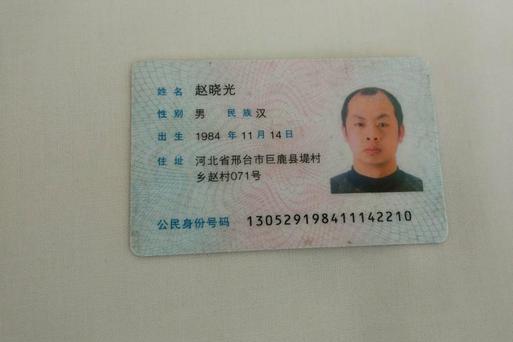 姓名 赵晓光
性别 男 民族 汉
出生 1984 年 11 月 14 日
住址 河北省邢台市巨鹿县堤村
乡赵村071号
公民身份号码 130529198411142210